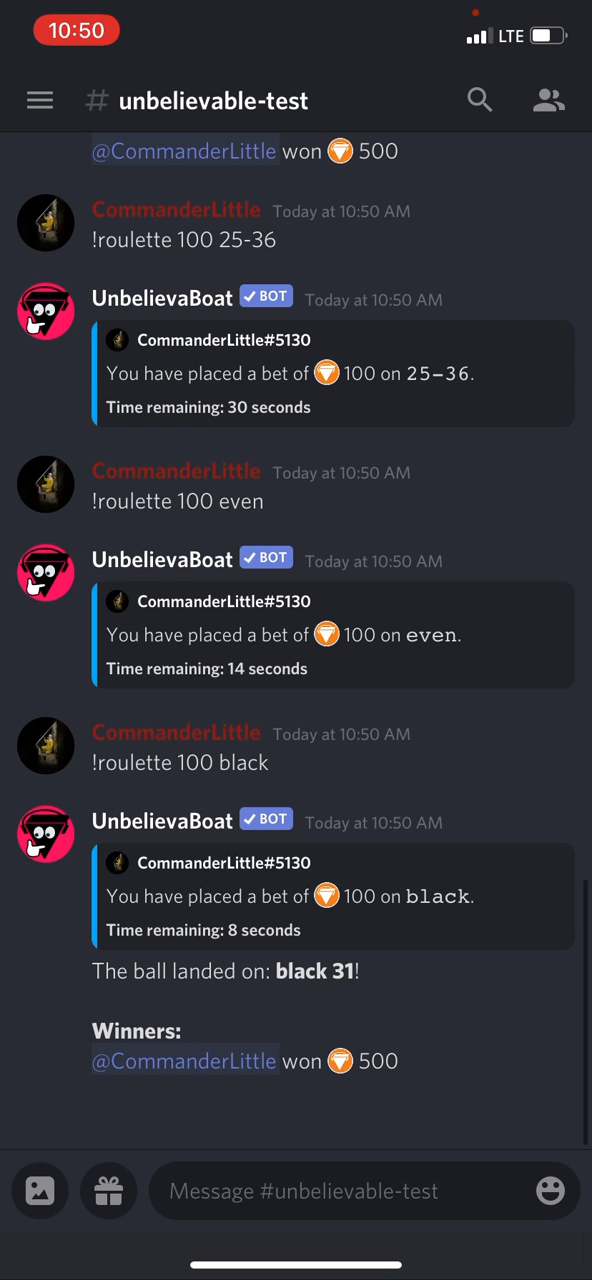 10:50
LTE
# unbelievable-test
@CommanderLittle won 500
CommanderLittle Today at 10:50 AM
!roulette 100 25-36
UnbelievaBoat ✓ BOT Today at 10:50 AM
CommanderLittle#5130
You have placed a bet of 100 on 25-36.
Time remaining: 30 seconds
CommanderLittle Today at 10:50 AM
!roulette 100 even
UnbelievaBoat ✓ BOT Today at 10:50 AM
CommanderLittle#5130
You have placed a bet of 100 on even.
Time remaining: 14 seconds
CommanderLittle Today at 10:50 AM
!roulette 100 black
UnbelievaBoat ✓ BOT Today at 10:50 AM
CommanderLittle#5130
You have placed a bet of 100 on black.
Time remaining: 8 seconds
The ball landed on: black 31!
Winners:
@CommanderLittle won 500
Message #unbelievable-test